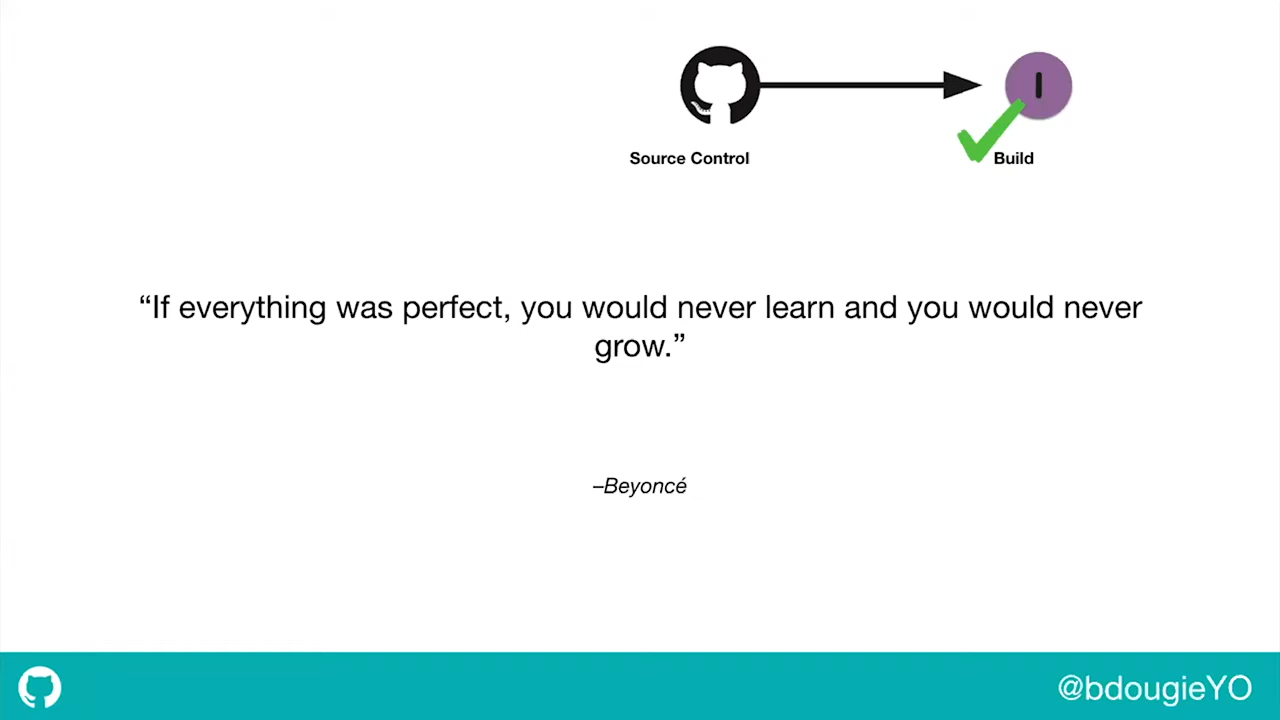 Source Control
Build
“If everything was perfect, you would never learn and you would never
grow.”
–Beyoncé
@bdougieYO